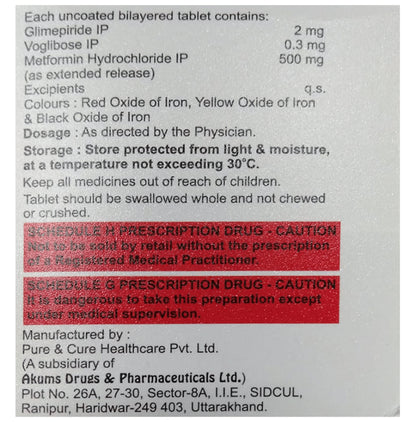 Each uncoated bilayered tablet contains:
Glimepiride IP 2 mg
Voglibose IP 0.3 mg
Metformin Hydrochloride IP 500 mg
(as extended release)
Excipients q.s.
Colours : Red Oxide of Iron, Yellow Oxide of Iron
& Black Oxide of Iron
Dosage : As directed by the Physician.
Storage : Store protected from light & moisture,
at a temperature not exceeding 30°C.
Keep all medicines out of reach of children.
Tablet should be swallowed whole and not chewed
or crushed.
SCHEDULE H PRESCRIPTION DRUG - CAUTION
Not to be sold by retail without the prescription
of a Registered Medical Practitioner.
SCHEDULE G PRESCRIPTION DRUG - CAUTION
It is dangerous to take this preparation except
under medical supervision.
Manufactured by :
Pure & Cure Healthcare Pvt. Ltd.
(A subsidiary of
Akums Drugs & Pharmaceuticals Ltd.)
Plot No. 26A, 27-30, Sector-8A, I.I.E., SIDCUL,
Ranipur, Haridwar-249 403, Uttarakhand.